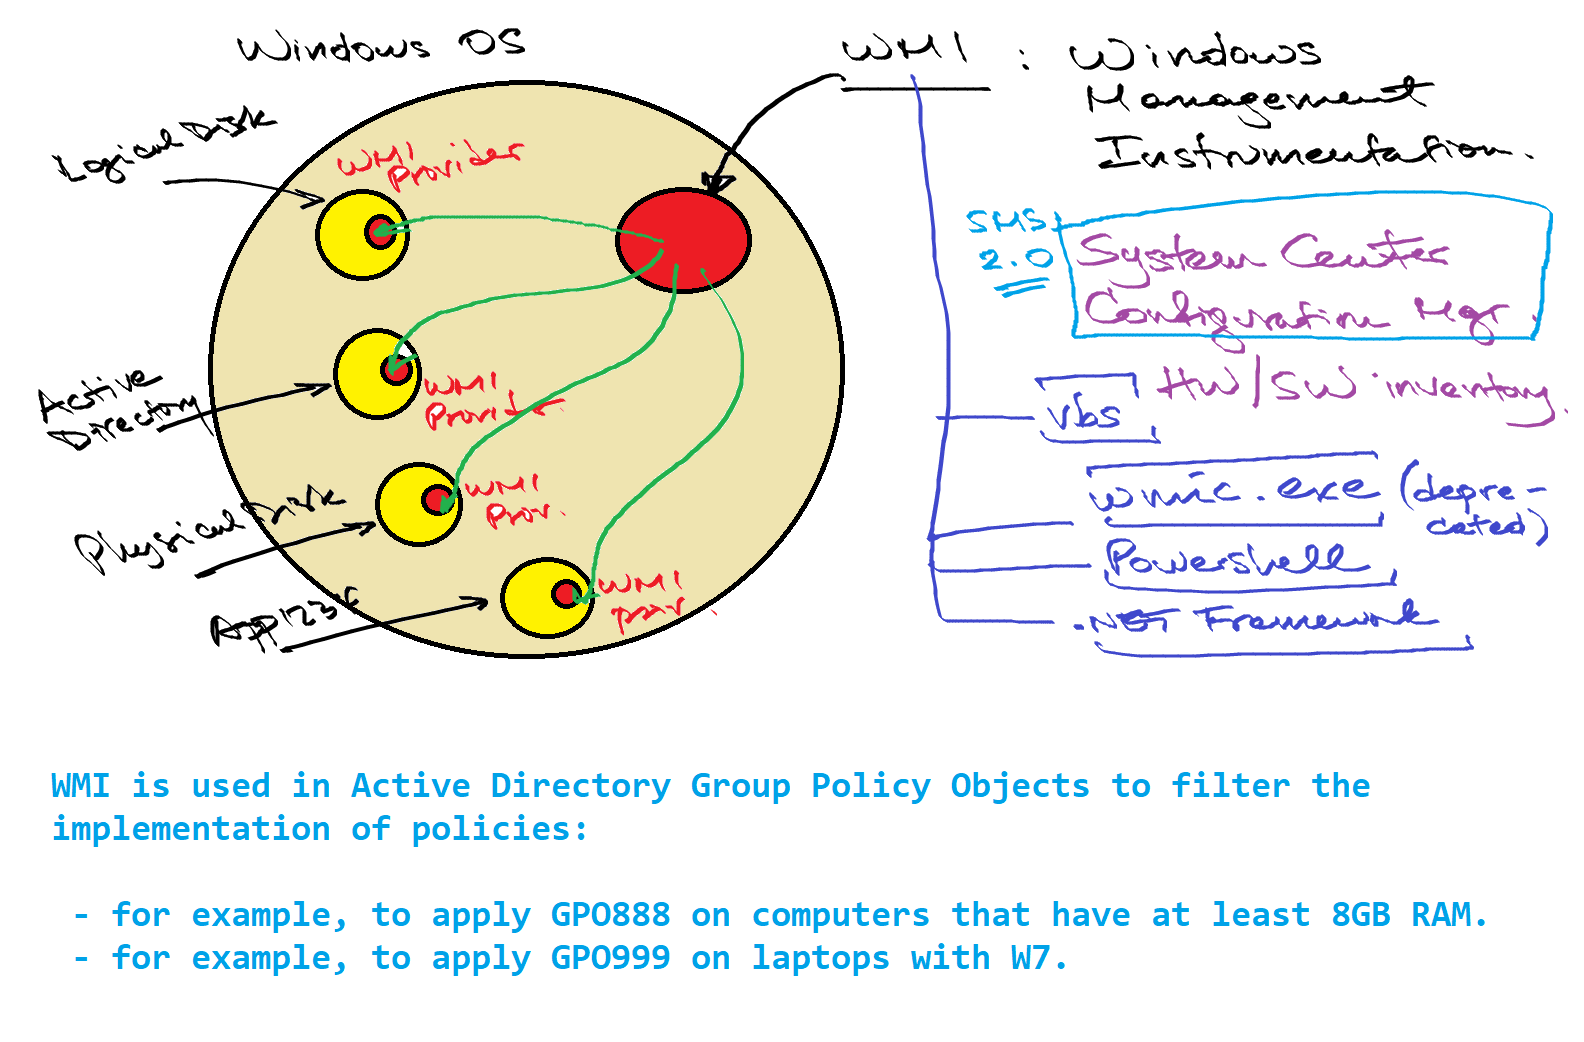 Windows OS
WMI : Windows
Management
Instrumentation.
Logical Disk
WMI
Provider
SMS
2.0
System Center
Configuration Mgr.
HW/SW inventory.
Active
Directory
WMI
Provider
vbs
wmic.exe (depre-
cated)
Physical Disk
WMI
Prov.
Powershell
App123
WMI
prov.
.NET Framework
WMI is used in Active Directory Group Policy Objects to filter the
implementation of policies:
- for example, to apply GPO888 on computers that have at least 8GB RAM.
- for example, to apply GPO999 on laptops with W7.